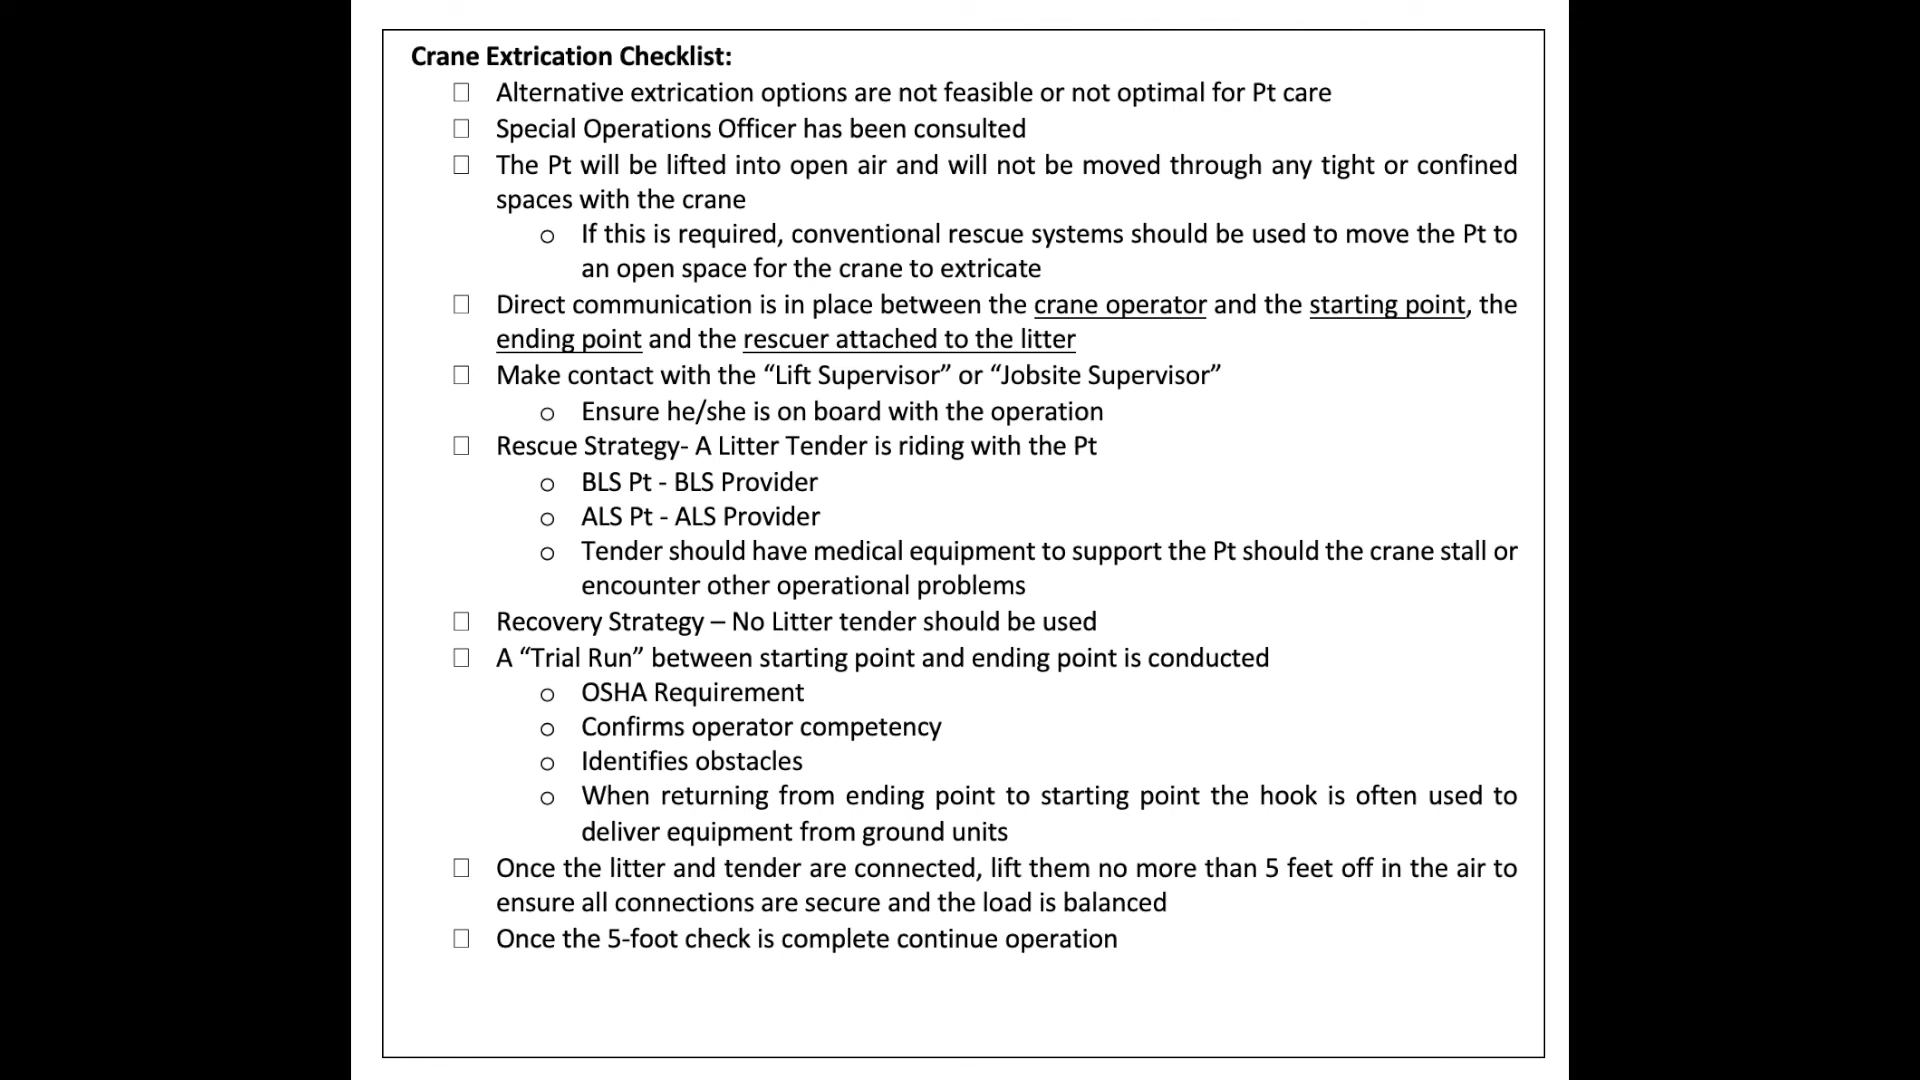 Crane Extrication Checklist:
☐ Alternative extrication options are not feasible or not optimal for Pt care
☐ Special Operations Officer has been consulted
☐ The Pt will be lifted into open air and will not be moved through any tight or confined
spaces with the crane
o If this is required, conventional rescue systems should be used to move the Pt to
an open space for the crane to extricate
☐ Direct communication is in place between the crane operator and the starting point, the
ending point and the rescuer attached to the litter
☐ Make contact with the “Lift Supervisor” or “Jobsite Supervisor”
o Ensure he/she is on board with the operation
☐ Rescue Strategy- A Litter Tender is riding with the Pt
o BLS Pt - BLS Provider
o ALS Pt - ALS Provider
o Tender should have medical equipment to support the Pt should the crane stall or
encounter other operational problems
☐ Recovery Strategy – No Litter tender should be used
☐ A “Trial Run” between starting point and ending point is conducted
o OSHA Requirement
o Confirms operator competency
o Identifies obstacles
o When returning from ending point to starting point the hook is often used to
deliver equipment from ground units
☐ Once the litter and tender are connected, lift them no more than 5 feet off in the air to
ensure all connections are secure and the load is balanced
☐ Once the 5-foot check is complete continue operation